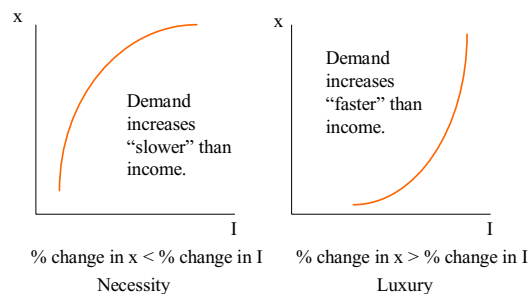 x
Demand
increases
“slower” than
income.
I
% change in x < % change in I
Necessity
x
Demand
increases
“faster” than
income.
I
% change in x > % change in I
Luxury